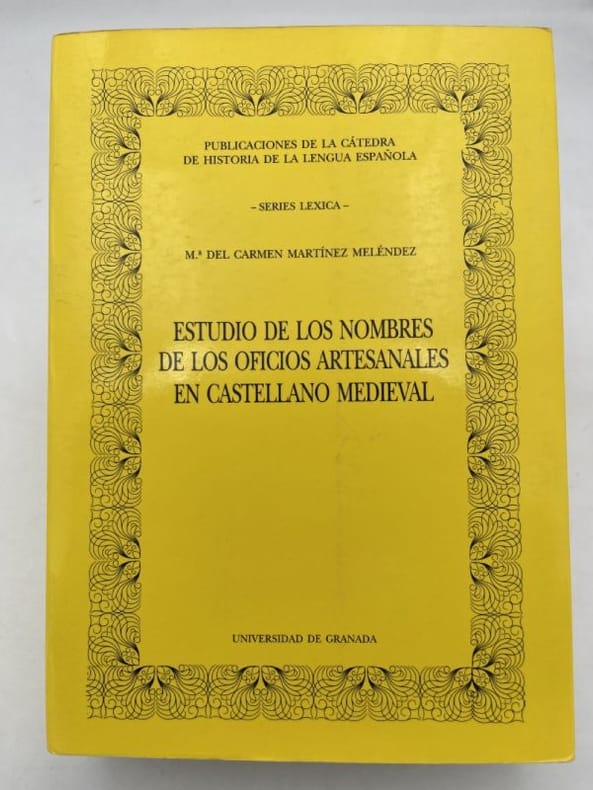 PUBLICACIONES DE LA CÁTEDRA
DE HISTORIA DE LA LENGUA ESPAÑOLA
– SERIES LEXICA –
M.ª DEL CARMEN MARTÍNEZ MELÉNDEZ
ESTUDIO DE LOS NOMBRES
DE LOS OFICIOS ARTESANALES
EN CASTELLANO MEDIEVAL
UNIVERSIDAD DE GRANADA